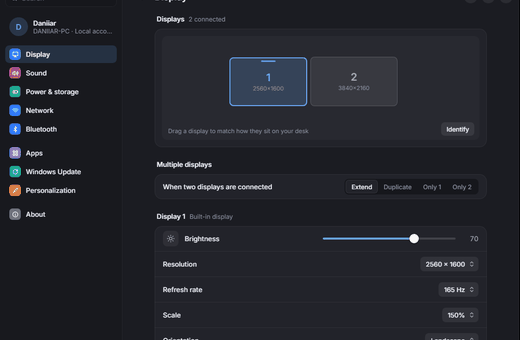 Display
D
Daniiar
DANIIAR-PC · Local acco...
Display
Sound
Power & storage
Network
Bluetooth
Apps
Windows Update
Personalization
About
Displays 2 connected
1
2560×1600
2
3840×2160
Drag a display to match how they sit on your desk
Identify
Multiple displays
When two displays are connected
Extend Duplicate Only 1 Only 2
Display 1 Built-in display
Brightness 70
Resolution 2560 × 1600
Refresh rate 165 Hz
Scale 150%
Orientation Landscape